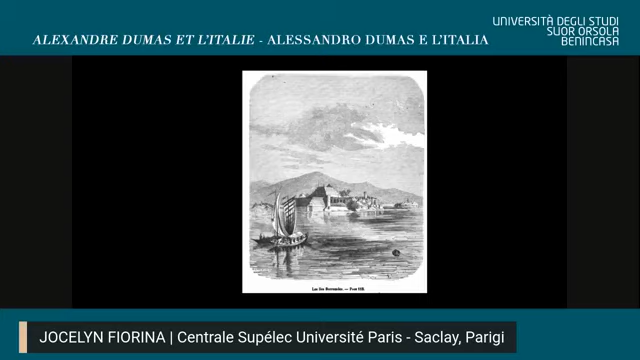 ALEXANDRE DUMAS ET L'ITALIE - ALESSANDRO DUMAS E L'ITALIA
UNIVERSITÀ DEGLI STUDI
SUOR ORSOLA
BENINCASA
JOCELYN FIORINA | Centrale Supélec Université Paris - Saclay, Parigi